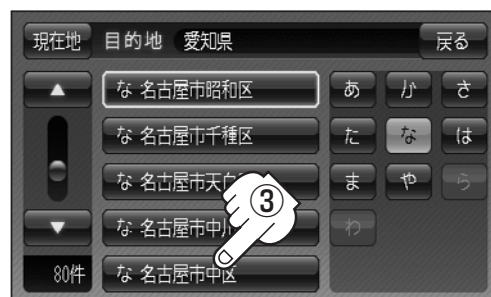 現在地 目的地 愛知県 戻る
な 名古屋市昭和区
な 名古屋市千種区
な 名古屋市天白
な 名古屋市中川
な 名古屋市中区
80件
あ か さ
た な は
ま や ら
わ
③